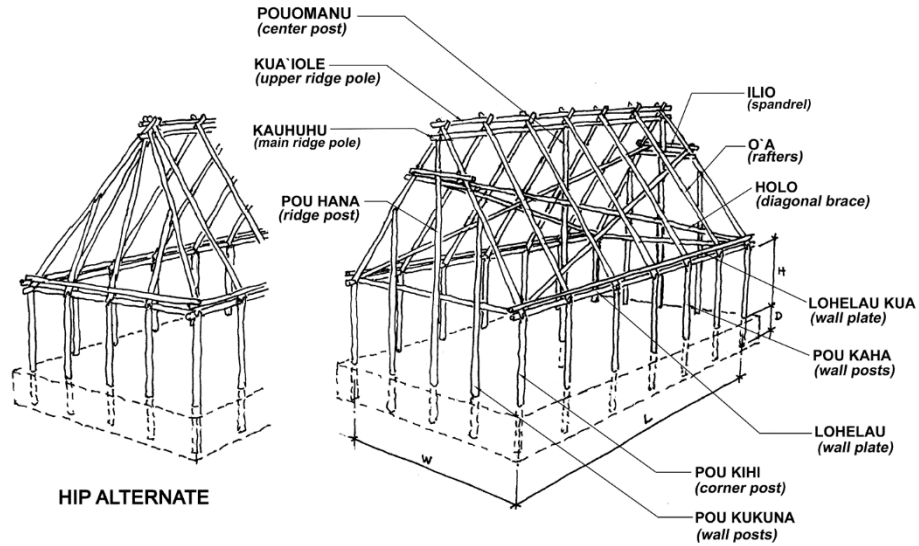 POUOMANU
(center post)
KUA`IOLE
(upper ridge pole)
KAUHUHU
(main ridge pole)
POU HANA
(ridge post)
ILIO
(spandrel)
O`A
(rafters)
HOLO
(diagonal brace)
H
LOHELAU KUA
(wall plate)
D
POU KAHA
(wall posts)
L
LOHELAU
(wall plate)
W
POU KIHI
(corner post)
POU KUKUNA
(wall posts)
HIP ALTERNATE